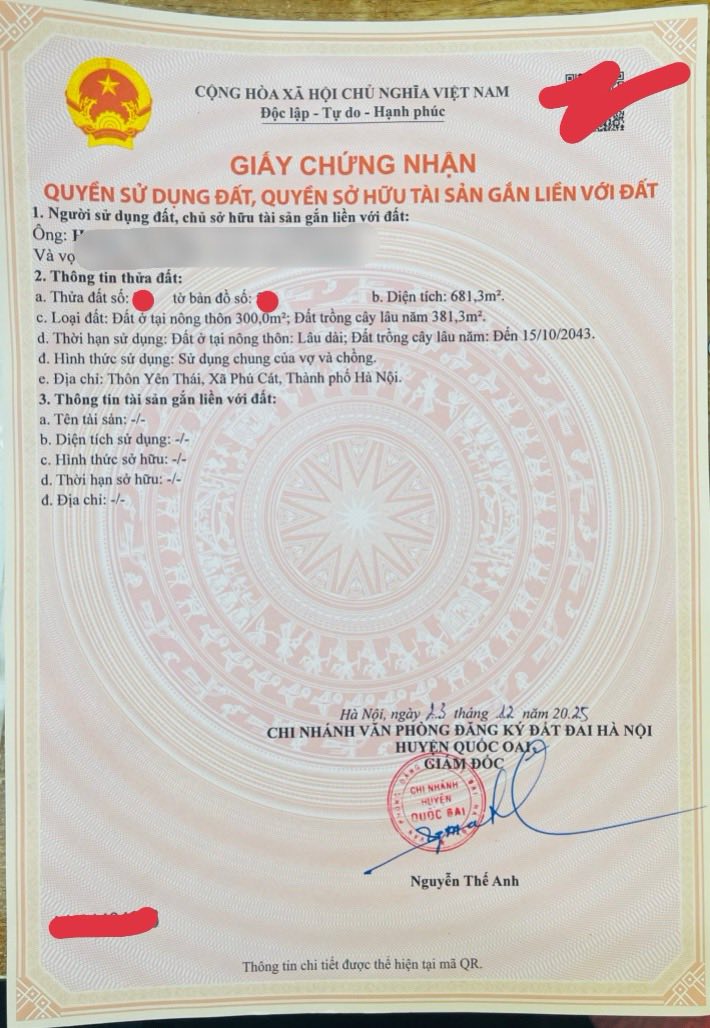 CỘNG HÒA XÃ HỘI CHỦ NGHĨA VIỆT NAM
Độc lập - Tự do - Hạnh phúc
GIẤY CHỨNG NHẬN
QUYỀN SỬ DỤNG ĐẤT, QUYỀN SỞ HỮU TÀI SẢN GẮN LIỀN VỚI ĐẤT
1. Người sử dụng đất, chủ sở hữu tài sản gắn liền với đất:
Ông:
Và vợ
2. Thông tin thửa đất:
a. Thửa đất số: tờ bản đồ số: b. Diện tích: 681,3m².
c. Loại đất: Đất ở tại nông thôn 300,0m²; Đất trồng cây lâu năm 381,3m².
d. Thời hạn sử dụng: Đất ở tại nông thôn: Lâu dài; Đất trồng cây lâu năm: Đến 15/10/2043.
đ. Hình thức sử dụng: Sử dụng chung của vợ và chồng.
e. Địa chỉ: Thôn Yên Thái, Xã Phú Cát, Thành phố Hà Nội.
3. Thông tin tài sản gắn liền với đất:
a. Tên tài sản: -/-
b. Diện tích sử dụng: -/-
c. Hình thức sở hữu: -/-
d. Thời hạn sở hữu: -/-
đ. Địa chỉ: -/-
Hà Nội, ngày 23 tháng 12 năm 2025
CHI NHÁNH VĂN PHÒNG ĐĂNG KÝ ĐẤT ĐAI HÀ NỘI
HUYỆN QUỐC OAI
GIÁM ĐỐC
CHI NHÁNH
HUYỆN
QUỐC OAI
Nguyễn Thế Anh
Thông tin chi tiết được thể hiện tại mã QR.